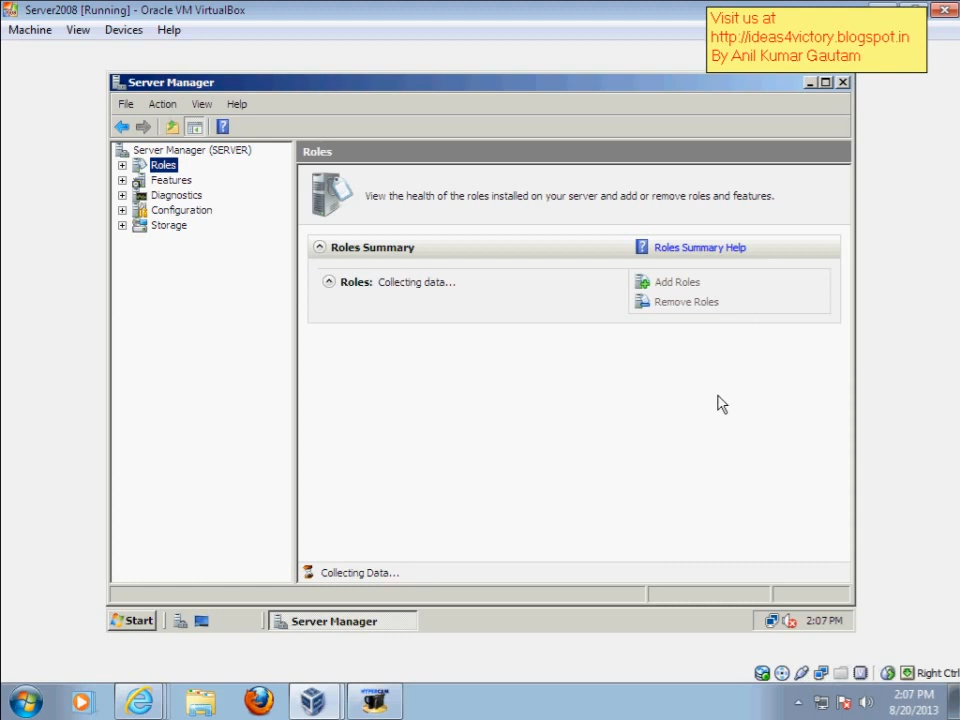 Server2008 [Running] - Oracle VM VirtualBox
Machine View Devices Help
Visit us at
http://ideas4victory.blogspot.in
By Anil Kumar Gautam
Server Manager
File Action View Help
Server Manager (SERVER)
Roles
Features
Diagnostics
Configuration
Storage
Roles
View the health of the roles installed on your server and add or remove roles and features.
Roles Summary
Roles Summary Help
Roles: Collecting data...
Add Roles
Remove Roles
Collecting Data...
Start
Server Manager
2:07 PM
Right Ctrl
HYPERCAM
2:07 PM
8/20/2013